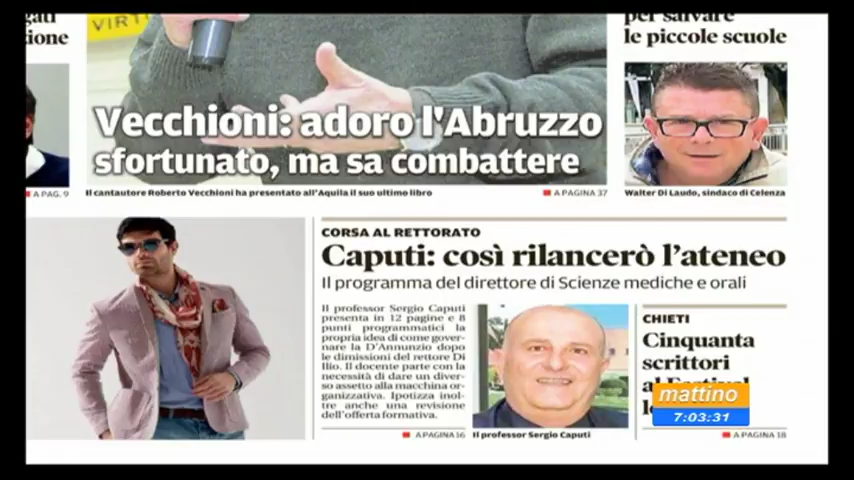 VIRTÙ
zione
le piccole scuole
Vecchioni: adoro l'Abruzzo
sfortunato, ma sa combattere
A PAG. 9
Il cantautore Roberto Vecchioni ha presentato all'Aquila il suo ultimo libro
A PAGINA 37
Walter Di Laudo, sindaco di Celenza
CORSA AL RETTORATO
Caputi: così rilancerò l'ateneo
Il programma del direttore di Scienze mediche e orali
Il professor Sergio Caputi
presenta in 12 pagine e 8
punti programmatici la
propria idea di come gover-
nare la D'Annunzio dopo
le dimissioni del rettore Di
Ilio. Il docente parte con la
necessità di dare un diver-
so assetto alla macchina or-
ganizzativa. Ipotizza inol-
tre anche una revisione
dell'offerta formativa.
A PAGINA 16
Il professor Sergio Caputi
CHIETI
Cinquanta
scrittori
mattino
7:03:31
A PAGINA 18